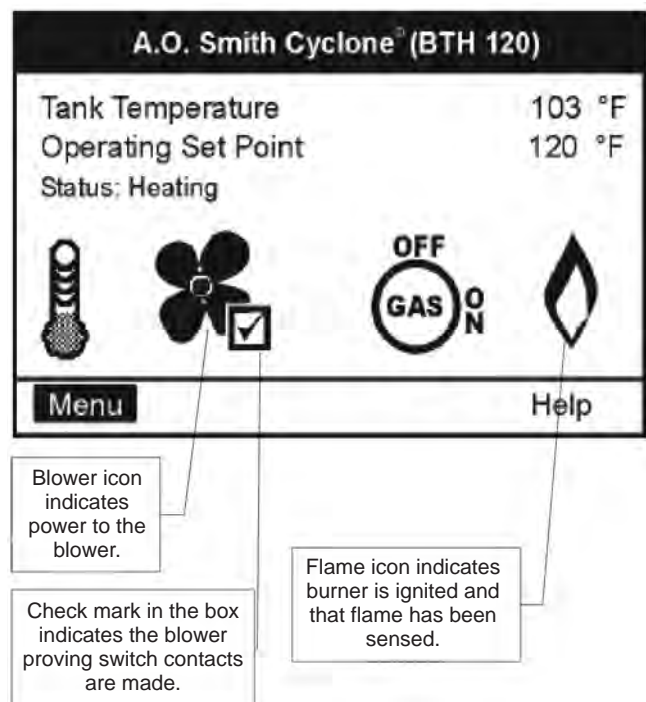 A.O. Smith Cyclone® (BTH 120)
Tank Temperature 103 °F
Operating Set Point 120 °F
Status: Heating
OFF
GAS
ON
Menu
Help
Blower icon
indicates
power to the
blower.
Check mark in the box
indicates the blower
proving switch contacts
are made.
Flame icon indicates
burner is ignited and
that flame has been
sensed.